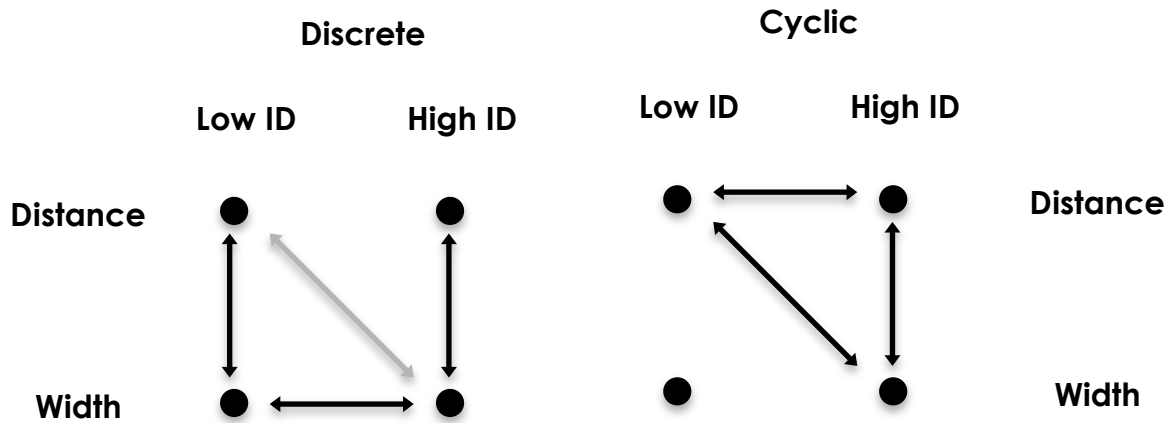 Discrete
Cyclic
Low ID
High ID
Low ID
High ID
Distance
Distance
Width
Width